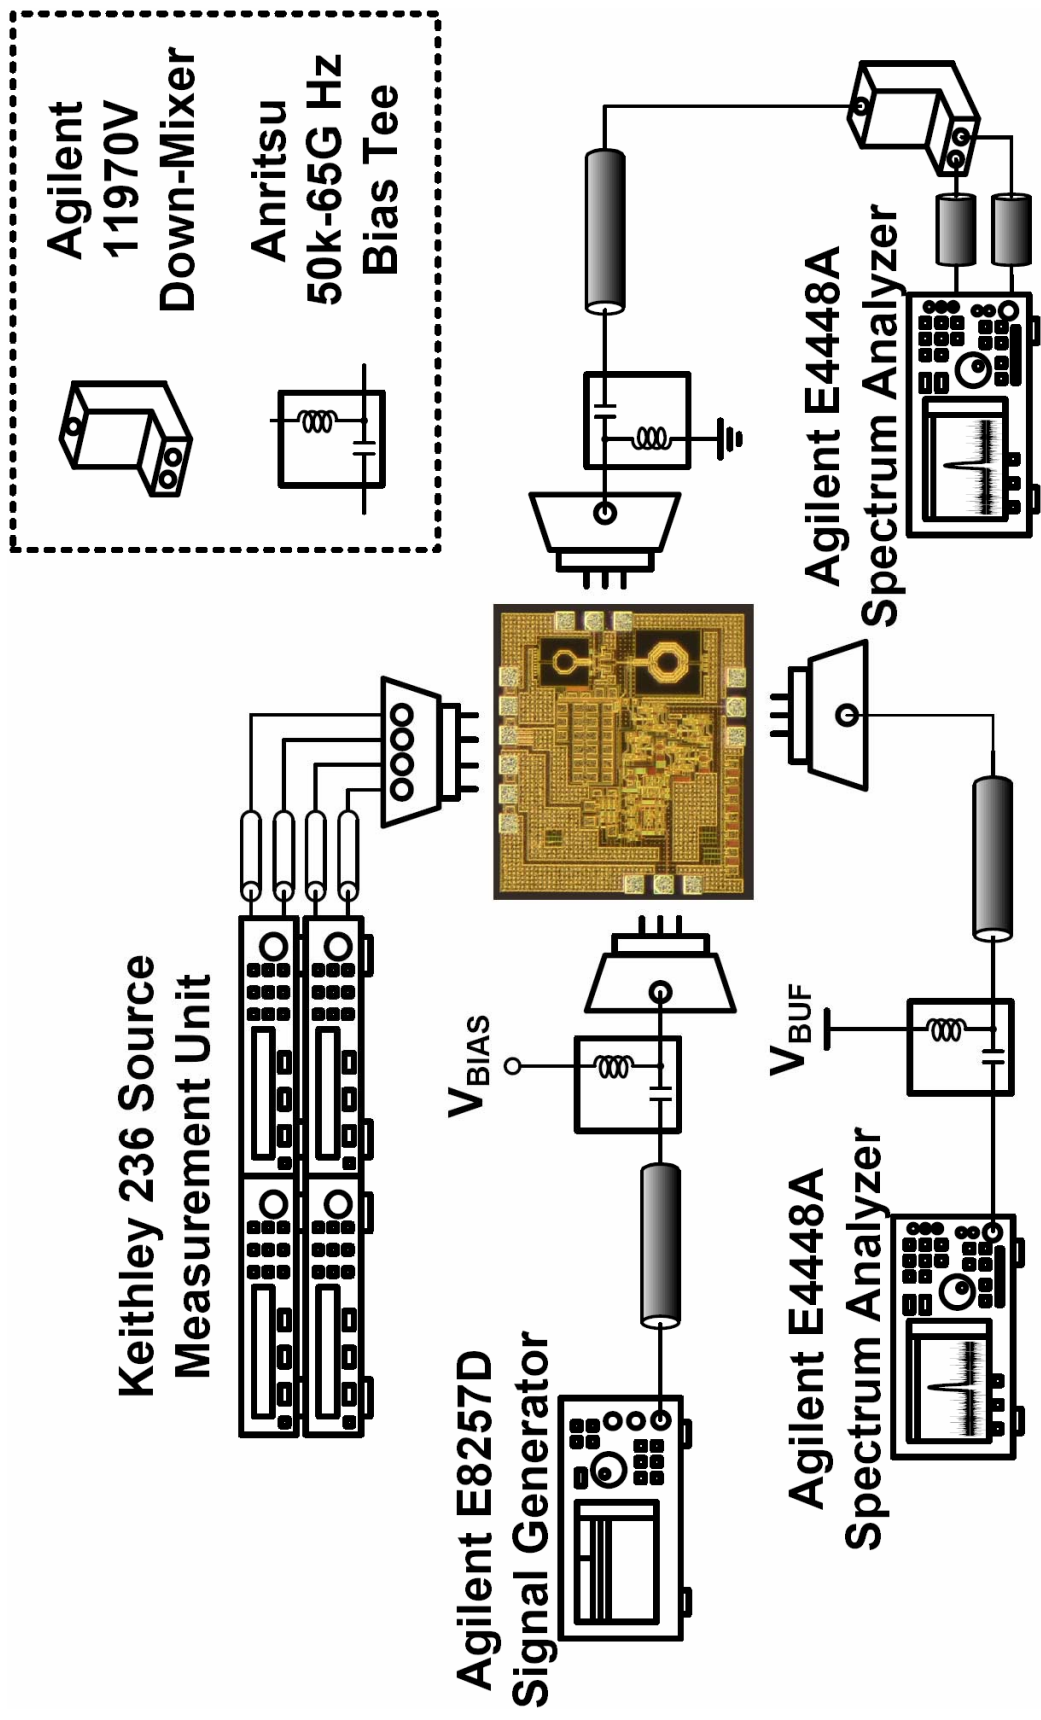 Agilent
11970V
Down-Mixer
Anritsu
50k-65G Hz
Bias Tee
Keithley 236 Source
Measurement Unit
VBIAS
Agilent E8257D
Signal Generator
VBUF
Agilent E4448A
Spectrum Analyzer
Agilent E4448A
Spectrum Analyzer